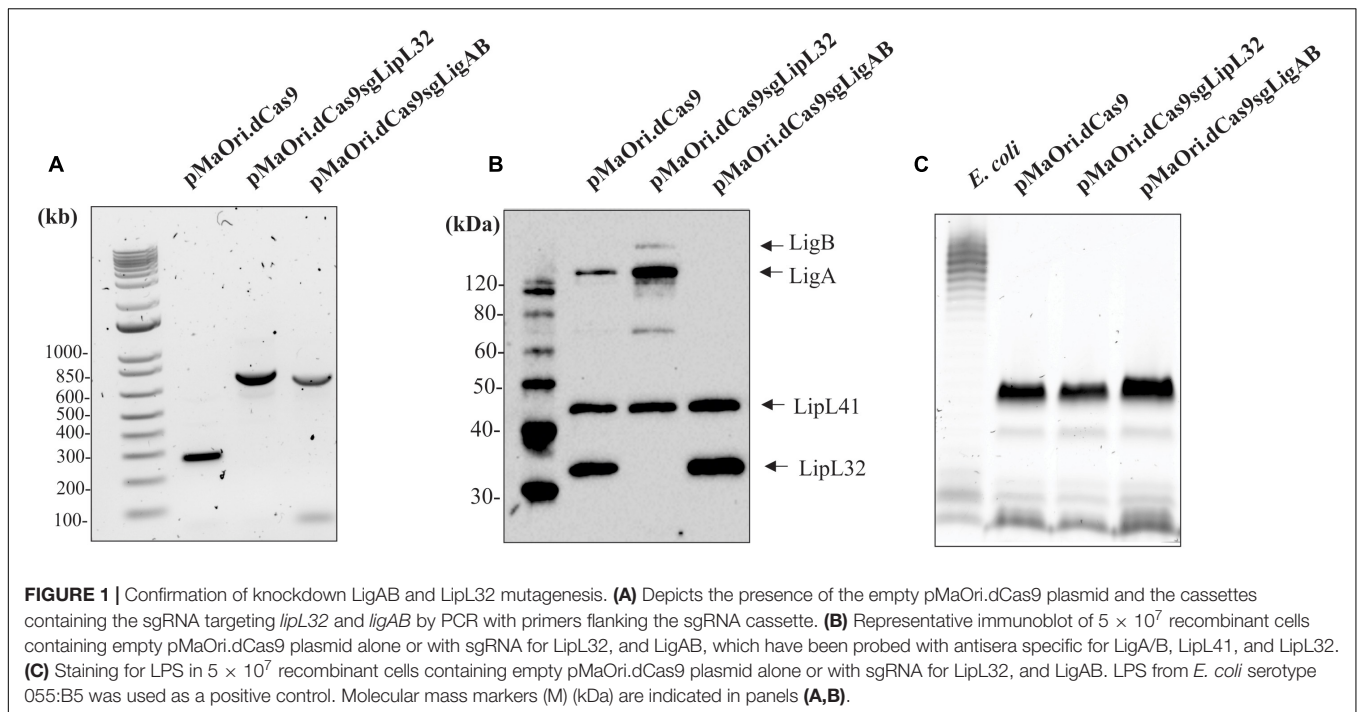 A
pMaOri.dCas9
pMaOri.dCas9sgLipL32
pMaOri.dCas9sgLigAB
(kb)
1000-
850-
600-
500-
400-
300-
200-
100-
B
pMaOri.dCas9
pMaOri.dCas9sgLipL32
pMaOri.dCas9sgLigAB
(kDa)
120-
80-
60-
50-
40-
30-
LigB
LigA
LipL41
LipL32
C
E. coli
pMaOri.dCas9
pMaOri.dCas9sgLipL32
pMaOri.dCas9sgLigAB
FIGURE 1 | Confirmation of knockdown LigAB and LipL32 mutagenesis. (A) Depicts the presence of the empty pMaOri.dCas9 plasmid and the cassettes
containing the sgRNA targeting lipL32 and ligAB by PCR with primers flanking the sgRNA cassette. (B) Representative immunoblot of 5 × 10⁷ recombinant cells
containing empty pMaOri.dCas9 plasmid alone or with sgRNA for LipL32, and LigAB, which have been probed with antisera specific for LigA/B, LipL41, and LipL32.
(C) Staining for LPS in 5 × 10⁷ recombinant cells containing empty pMaOri.dCas9 plasmid alone or with sgRNA for LipL32, and LigAB. LPS from E. coli serotype
055:B5 was used as a positive control. Molecular mass markers (M) (kDa) are indicated in panels (A,B).